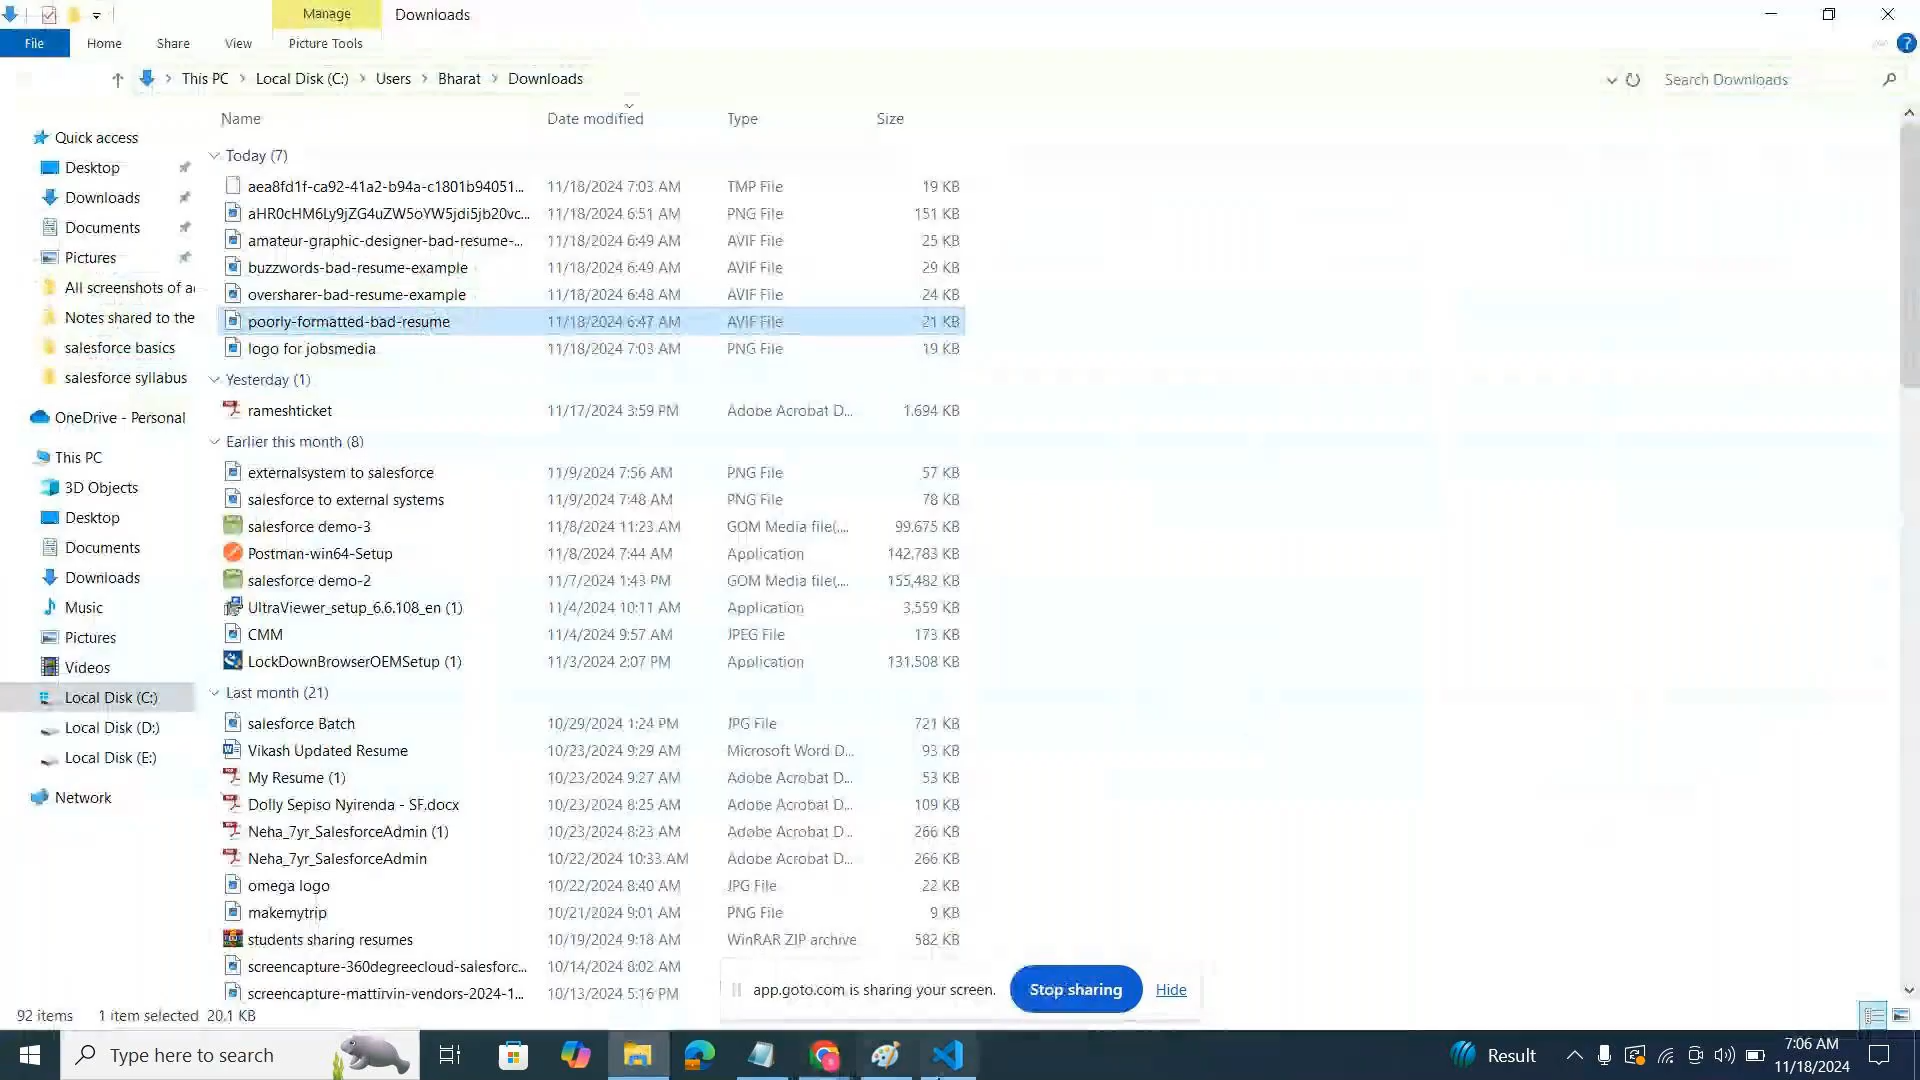 Manage
Downloads
File
Home
Share
View
Picture Tools
This PC
Local Disk (C:)
Users
Bharat
Downloads
Search Downloads
Name
Date modified
Type
Size
Quick access
Desktop
Downloads
Documents
Pictures
All screenshots of a
Notes shared to the
salesforce basics
salesforce syllabus
OneDrive - Personal
This PC
3D Objects
Desktop
Documents
Downloads
Music
Pictures
Videos
Local Disk (C:)
Local Disk (D:)
Local Disk (E:)
Network
Today (7)
aea8fd1f-ca92-41a2-b94a-c1801b94051... 11/18/2024 7:03 AM TMP File 19 KB
aHR0cHM6Ly9jZG4uZW5oYW5jdi5jb20vc... 11/18/2024 6:51 AM PNG File 151 KB
amateur-graphic-designer-bad-resume-... 11/18/2024 6:49 AM AVIF File 25 KB
buzzwords-bad-resume-example 11/18/2024 6:49 AM AVIF File 29 KB
oversharer-bad-resume-example 11/18/2024 6:48 AM AVIF File 24 KB
poorly-formatted-bad-resume 11/18/2024 6:47 AM AVIF File 21 KB
logo for jobsmedia 11/18/2024 7:03 AM PNG File 19 KB
Yesterday (1)
rameshticket 11/17/2024 3:59 PM Adobe Acrobat D... 1,694 KB
Earlier this month (8)
externalsystem to salesforce 11/9/2024 7:56 AM PNG File 57 KB
salesforce to external systems 11/9/2024 7:48 AM PNG File 78 KB
salesforce demo-3 11/8/2024 11:23 AM GOM Media file(.... 99,675 KB
Postman-win64-Setup 11/8/2024 7:44 AM Application 142,783 KB
salesforce demo-2 11/7/2024 1:43 PM GOM Media file(.... 155,482 KB
UltraViewer_setup_6.6.108_en (1) 11/4/2024 10:11 AM Application 3,559 KB
CMM 11/4/2024 9:57 AM JPEG File 173 KB
LockDownBrowserOEMSetup (1) 11/3/2024 2:07 PM Application 131,508 KB
Last month (21)
salesforce Batch 10/29/2024 1:24 PM JPG File 721 KB
Vikash Updated Resume 10/23/2024 9:29 AM Microsoft Word D... 93 KB
My Resume (1) 10/23/2024 9:27 AM Adobe Acrobat D... 53 KB
Dolly Sepiso Nyirenda - SF.docx 10/23/2024 8:25 AM Adobe Acrobat D... 109 KB
Neha_7yr_SalesforceAdmin (1) 10/23/2024 8:23 AM Adobe Acrobat D... 266 KB
Neha_7yr_SalesforceAdmin 10/22/2024 10:33 AM Adobe Acrobat D... 266 KB
omega logo 10/22/2024 8:40 AM JPG File 22 KB
makemytrip 10/21/2024 9:01 AM PNG File 9 KB
students sharing resumes 10/19/2024 9:18 AM WinRAR ZIP archive 582 KB
screencapture-360degreecloud-salesforc... 10/14/2024 8:02 AM
screencapture-mattirvin-vendors-2024-1... 10/13/2024 5:16 PM
app.goto.com is sharing your screen.
Stop sharing
Hide
92 items 1 item selected 20.1 KB
Type here to search
Result
7:06 AM
11/18/2024